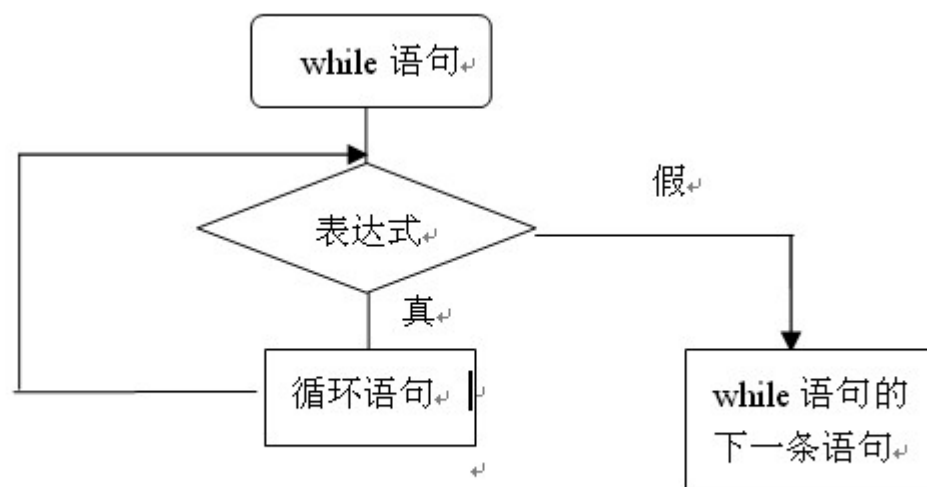 while 语句
表达式
假
真
循环语句
while 语句的
下一条语句